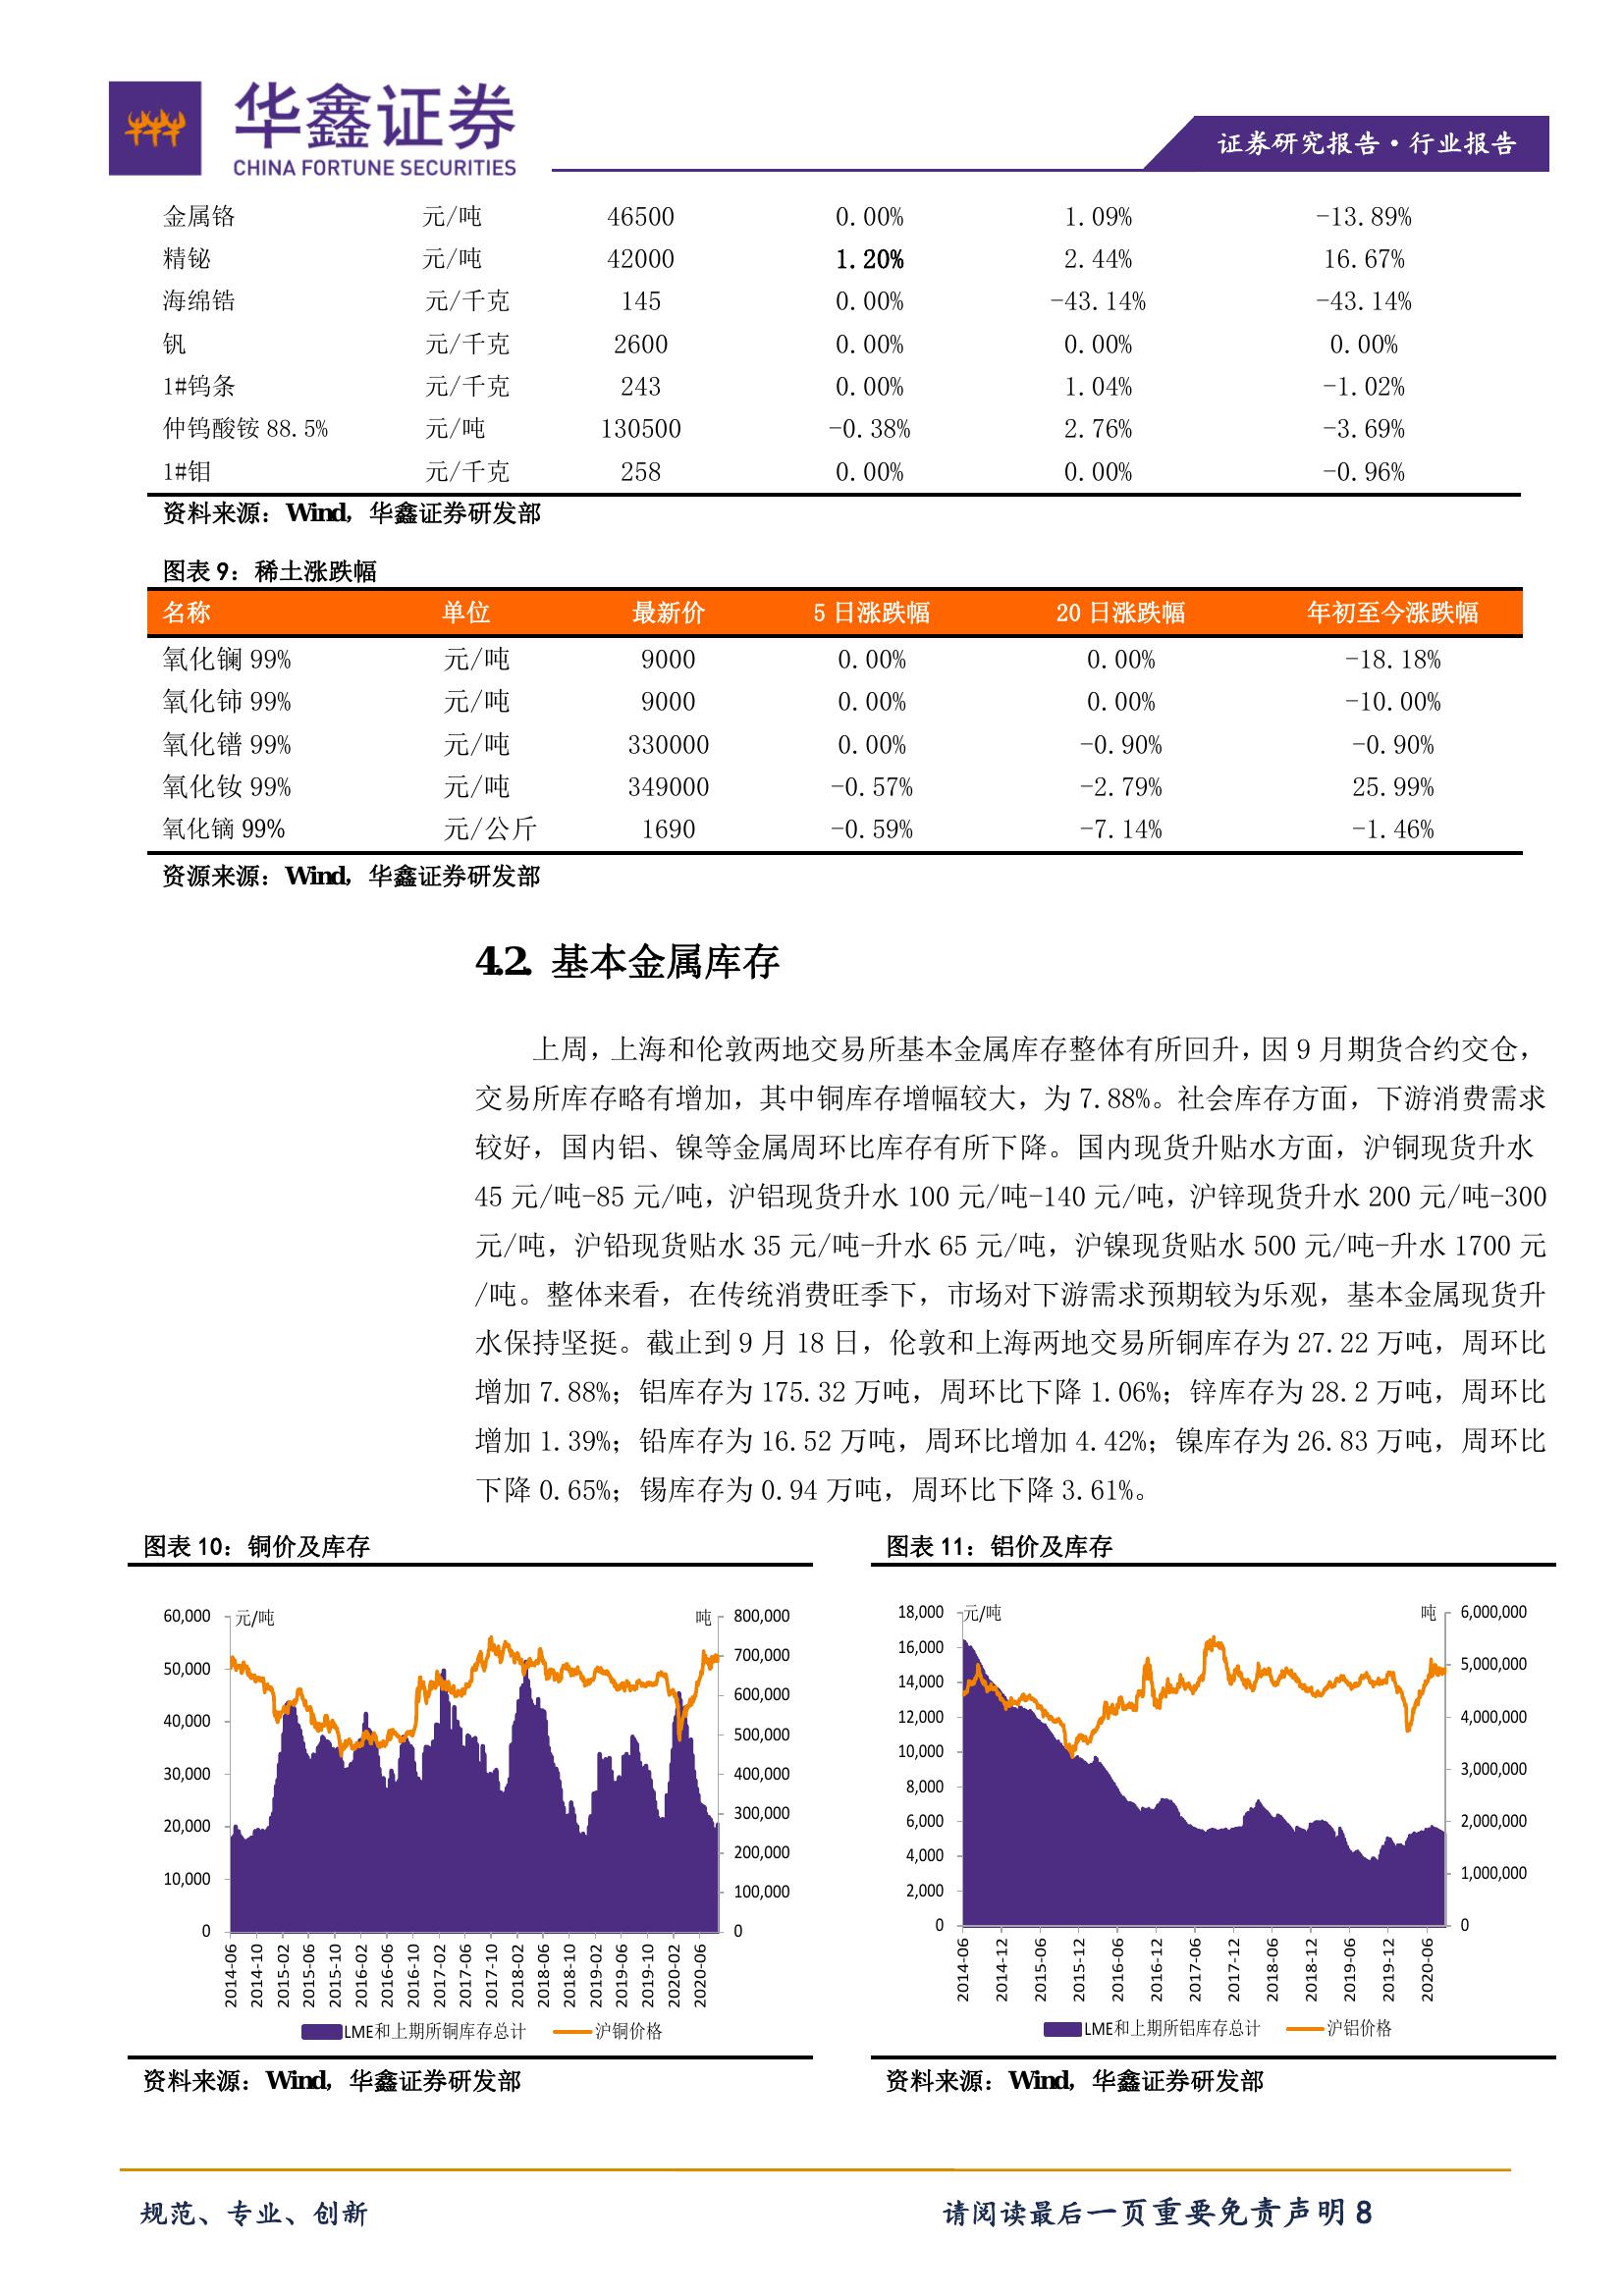 华鑫证券
CHINA FORTUNE SECURITIES
证券研究报告·行业报告
金属铬 元/吨 46500 0.00% 1.09% -13.89%
精铋 元/吨 42000 1.20% 2.44% 16.67%
海绵锆 元/千克 145 0.00% -43.14% -43.14%
钒 元/千克 2600 0.00% 0.00% 0.00%
1#钨条 元/千克 243 0.00% 1.04% -1.02%
仲钨酸铵 88.5% 元/吨 130500 -0.38% 2.76% -3.69%
1#钼 元/千克 258 0.00% 0.00% -0.96%
资料来源：Wind，华鑫证券研发部
图表 9：稀土涨跌幅
名称 单位 最新价 5 日涨跌幅 20 日涨跌幅 年初至今涨跌幅
氧化镧 99% 元/吨 9000 0.00% 0.00% -18.18%
氧化铈 99% 元/吨 9000 0.00% 0.00% -10.00%
氧化镨 99% 元/吨 330000 0.00% -0.90% -0.90%
氧化钕 99% 元/吨 349000 -0.57% -2.79% 25.99%
氧化镝 99% 元/公斤 1690 -0.59% -7.14% -1.46%
资源来源：Wind，华鑫证券研发部
4.2. 基本金属库存
上周，上海和伦敦两地交易所基本金属库存整体有所回升，因 9 月期货合约交仓，
交易所库存略有增加，其中铜库存增幅较大，为 7.88%。社会库存方面，下游消费需求
较好，国内铝、镍等金属周环比库存有所下降。国内现货升贴水方面，沪铜现货升水
45 元/吨-85 元/吨，沪铝现货升水 100 元/吨-140 元/吨，沪锌现货升水 200 元/吨-300
元/吨，沪铅现货贴水 35 元/吨-升水 65 元/吨，沪镍现货贴水 500 元/吨-升水 1700 元
/吨。整体来看，在传统消费旺季下，市场对下游需求预期较为乐观，基本金属现货升
水保持坚挺。截止到 9 月 18 日，伦敦和上海两地交易所铜库存为 27.22 万吨，周环比
增加 7.88%；铝库存为 175.32 万吨，周环比下降 1.06%；锌库存为 28.2 万吨，周环比
增加 1.39%；铅库存为 16.52 万吨，周环比增加 4.42%；镍库存为 26.83 万吨，周环比
下降 0.65%；锡库存为 0.94 万吨，周环比下降 3.61%。
图表 10：铜价及库存
元/吨 吨
60,000
50,000
40,000
30,000
20,000
10,000
0
800,000
700,000
600,000
500,000
400,000
300,000
200,000
100,000
0
2014-06 2014-10 2015-02 2015-06 2015-10 2016-02 2016-06 2016-10 2017-02 2017-06 2017-10 2018-02 2018-06 2018-10 2019-02 2019-06 2019-10 2020-02 2020-06
LME和上期所铜库存总计 沪铜价格
资料来源：Wind，华鑫证券研发部
图表 11：铝价及库存
元/吨 吨
18,000
16,000
14,000
12,000
10,000
8,000
6,000
4,000
2,000
0
6,000,000
5,000,000
4,000,000
3,000,000
2,000,000
1,000,000
0
2014-06 2014-12 2015-06 2015-12 2016-06 2016-12 2017-06 2017-12 2018-06 2018-12 2019-06 2019-12 2020-06
LME和上期所铝库存总计 沪铝价格
资料来源：Wind，华鑫证券研发部
规范、专业、创新
请阅读最后一页重要免责声明 8